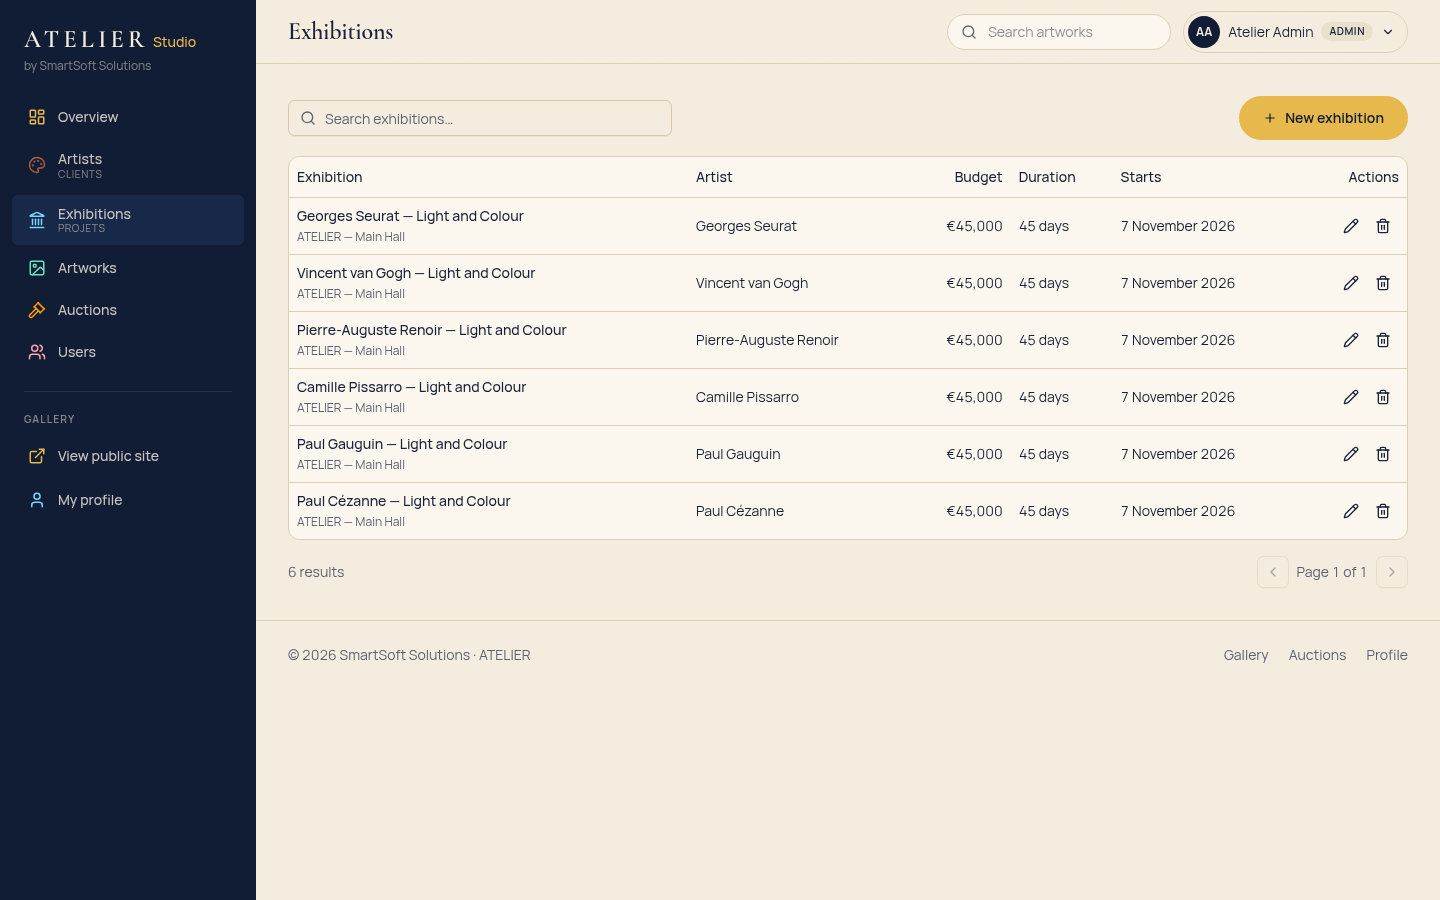 ATELIER Studio
by SmartSoft Solutions
Overview
Artists
CLIENTS
Exhibitions
PROJETS
Artworks
Auctions
Users
GALLERY
View public site
My profile
Exhibitions
Search artworks
AA Atelier Admin ADMIN
Search exhibitions...
New exhibition
Exhibition Artist Budget Duration Starts Actions
Georges Seurat — Light and Colour
ATELIER — Main Hall
Georges Seurat €45,000 45 days 7 November 2026
Vincent van Gogh — Light and Colour
ATELIER — Main Hall
Vincent van Gogh €45,000 45 days 7 November 2026
Pierre-Auguste Renoir — Light and Colour
ATELIER — Main Hall
Pierre-Auguste Renoir €45,000 45 days 7 November 2026
Camille Pissarro — Light and Colour
ATELIER — Main Hall
Camille Pissarro €45,000 45 days 7 November 2026
Paul Gauguin — Light and Colour
ATELIER — Main Hall
Paul Gauguin €45,000 45 days 7 November 2026
Paul Cézanne — Light and Colour
ATELIER — Main Hall
Paul Cézanne €45,000 45 days 7 November 2026
6 results
Page 1 of 1
© 2026 SmartSoft Solutions · ATELIER
Gallery Auctions Profile